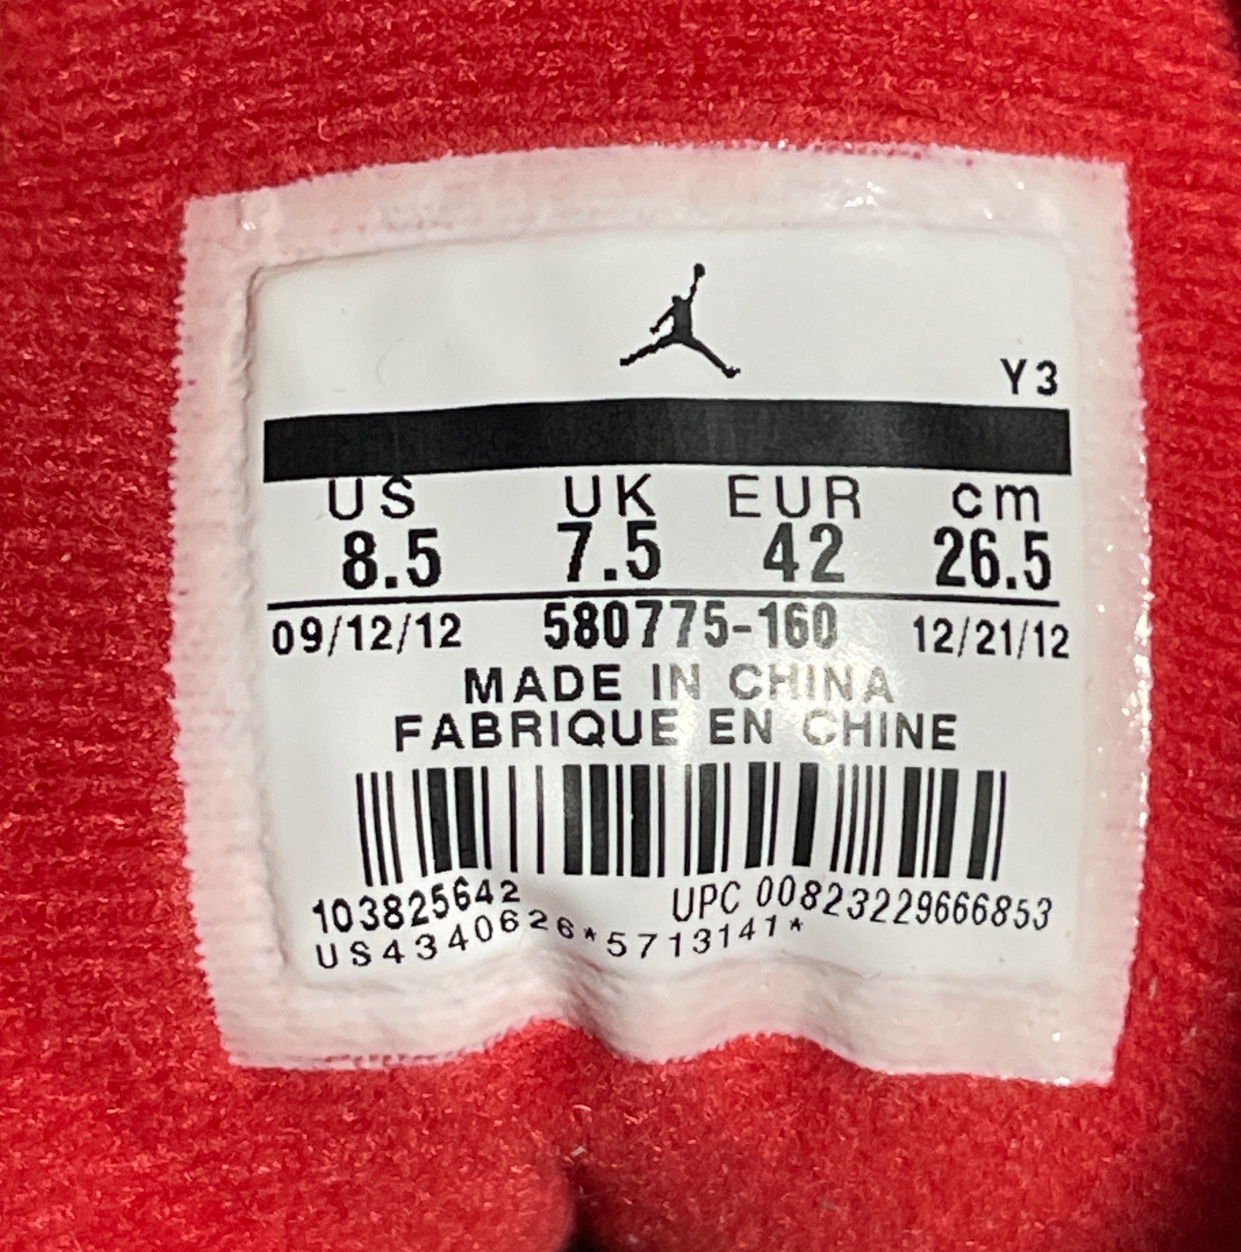 Y3
US UK EUR cm
8.5 7.5 42 26.5
09/12/12 580775-160 12/21/12
MADE IN CHINA
FABRIQUE EN CHINE
103825642 UPC 00823229666853
US4340626*5713141*